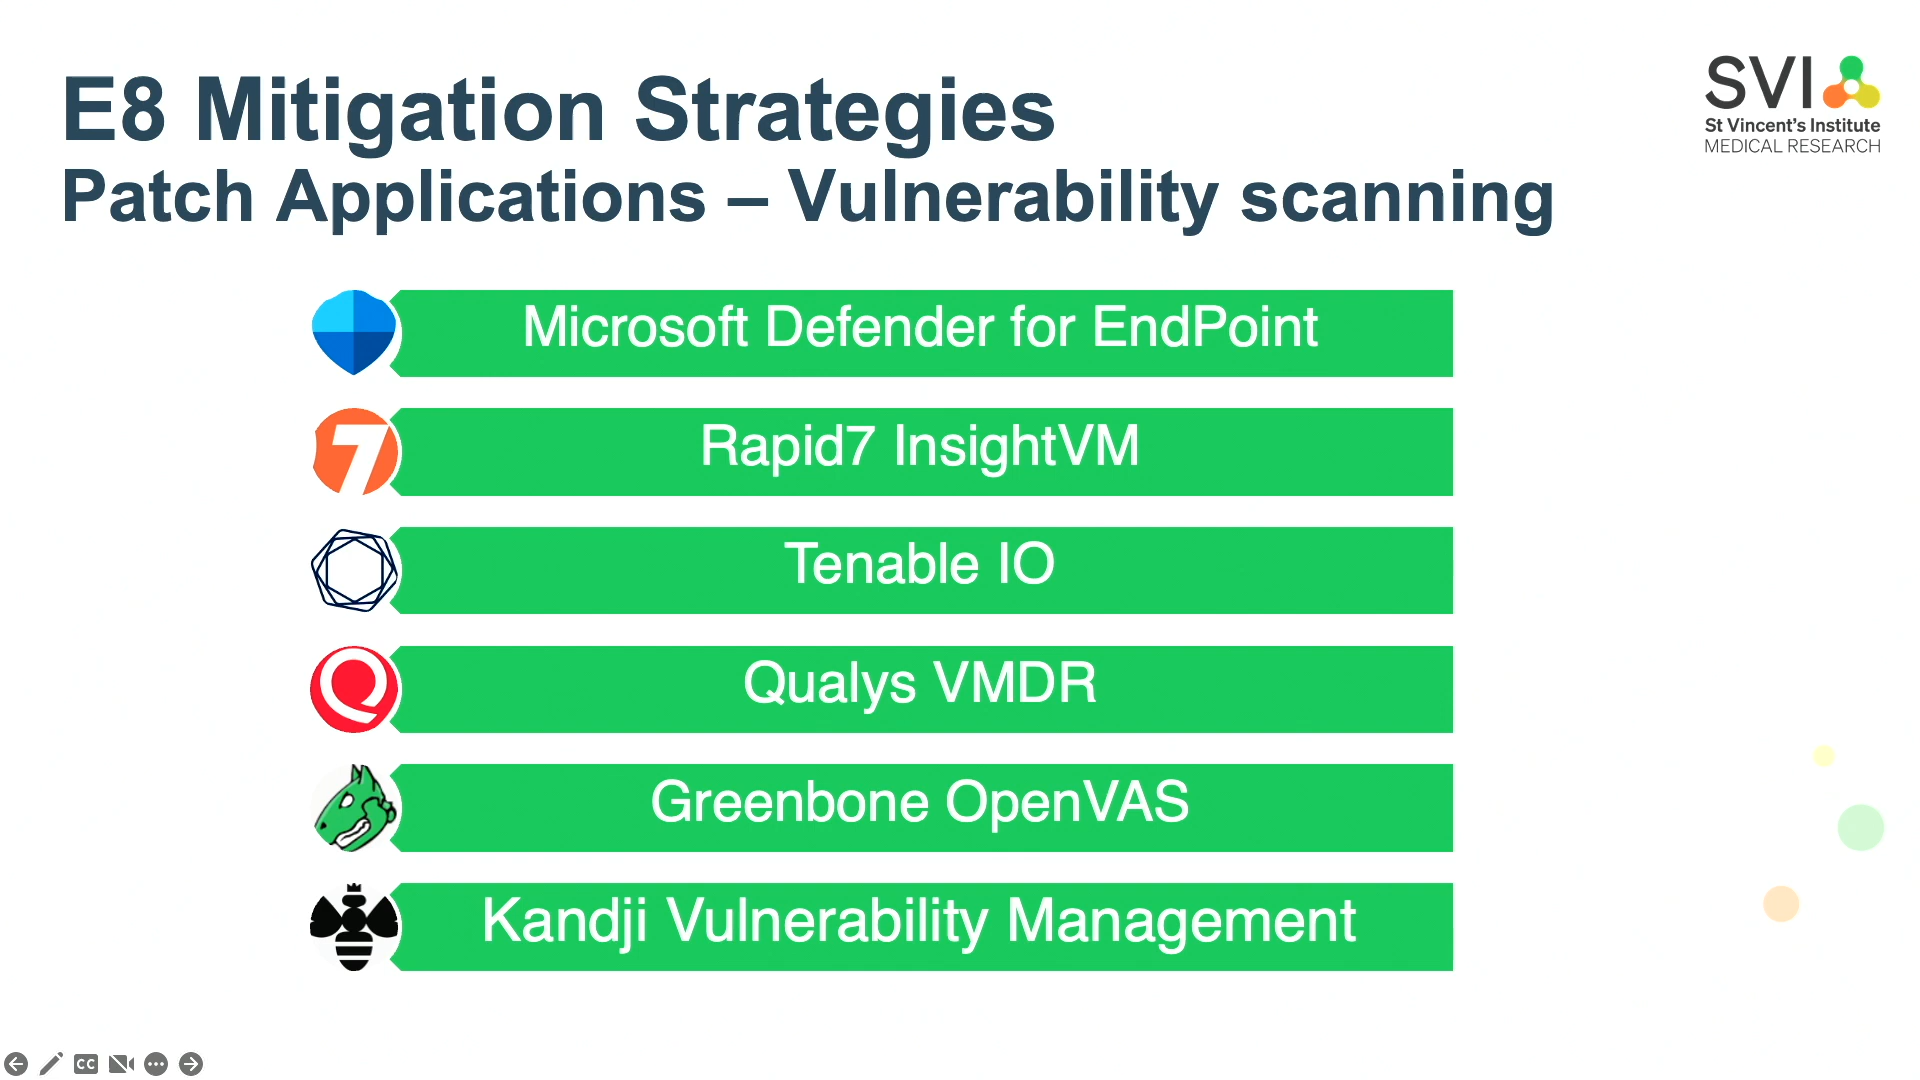 E8 Mitigation Strategies
Patch Applications – Vulnerability scanning
SVI
St Vincent's Institute
MEDICAL RESEARCH
Microsoft Defender for EndPoint
7
Rapid7 InsightVM
Tenable IO
Qualys VMDR
Greenbone OpenVAS
Kandji Vulnerability Management
CC